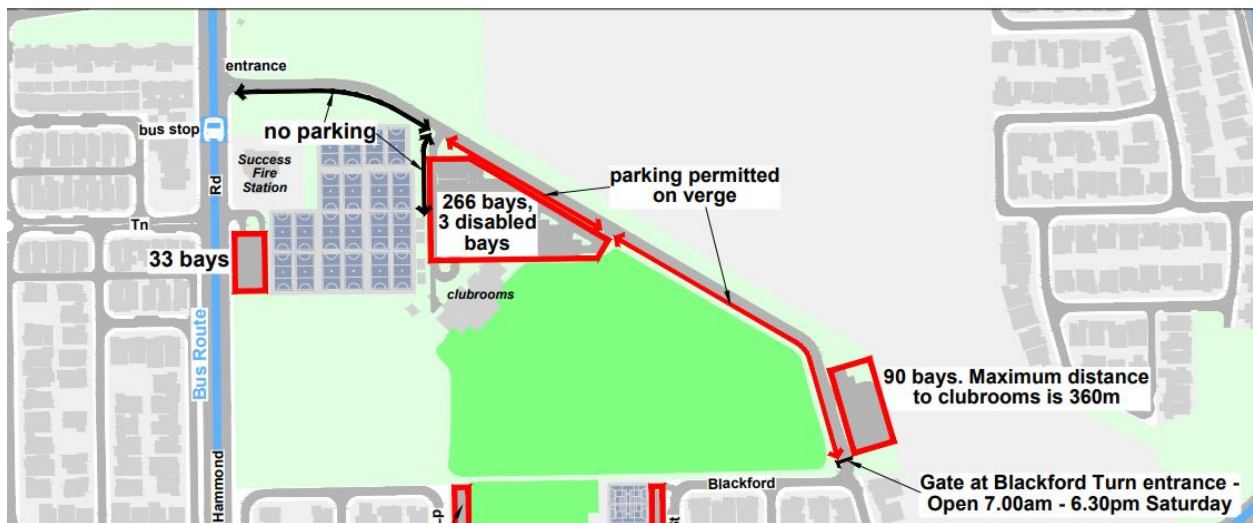 entrance
bus stop
no parking
Success
Fire
Station
Rd
parking permitted
on verge
266 bays,
3 disabled
bays
Tn
33 bays
clubrooms
Bus Route
90 bays. Maximum distance
to clubrooms is 360m
Hammond
Blackford
Gate at Blackford Turn entrance -
Open 7.00am - 6.30pm Saturday